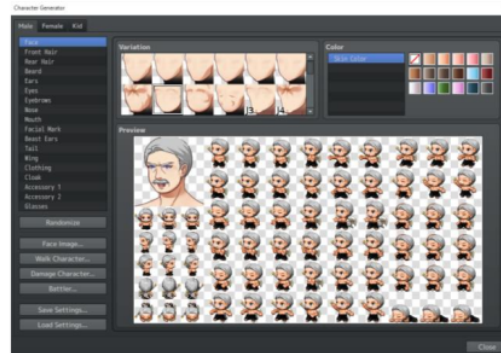 Character Generator
Male Female Kid
Face
Front Hair
Rear Hair
Beard
Ears
Eyes
Eyebrows
Nose
Mouth
Facial Mark
Beast Ears
Tail
Wing
Clothing
Cloak
Accessory 1
Accessory 2
Glasses
Randomize
Face Image...
Walk Character...
Damage Character...
Battler...
Save Settings...
Load Settings...
Variation
J3 J4
Color
Skin Color
Preview
Close